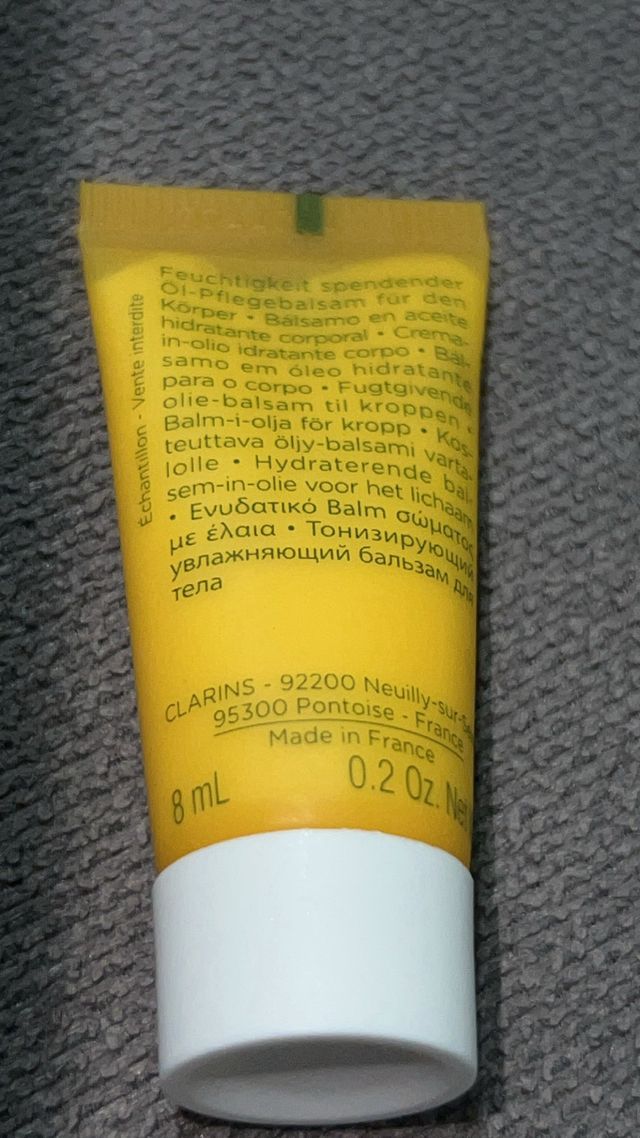 Échantillon - Vente interdite
Feuchtigkeit spendender
Öl-Pflegebalsam für den
Körper • Bálsamo en aceite
hidratante corporal • Crema-
in-olio idratante corpo • Bál-
samo em óleo hidratante
para o corpo • Fugtgivende
olie-balsam til kroppen •
Balm-i-olja för kropp • Kos-
teuttava öljy-balsami varta-
lolle • Hydraterende bal-
sem-in-olie voor het lichaam
• Ενυδατικό Balm σώματος
με έλαια • Тонизирующий
увлажняющий бальзам для
тела
CLARINS - 92200 Neuilly-sur-Se
95300 Pontoise - France
Made in France
8 mL 0.2 Oz. Net